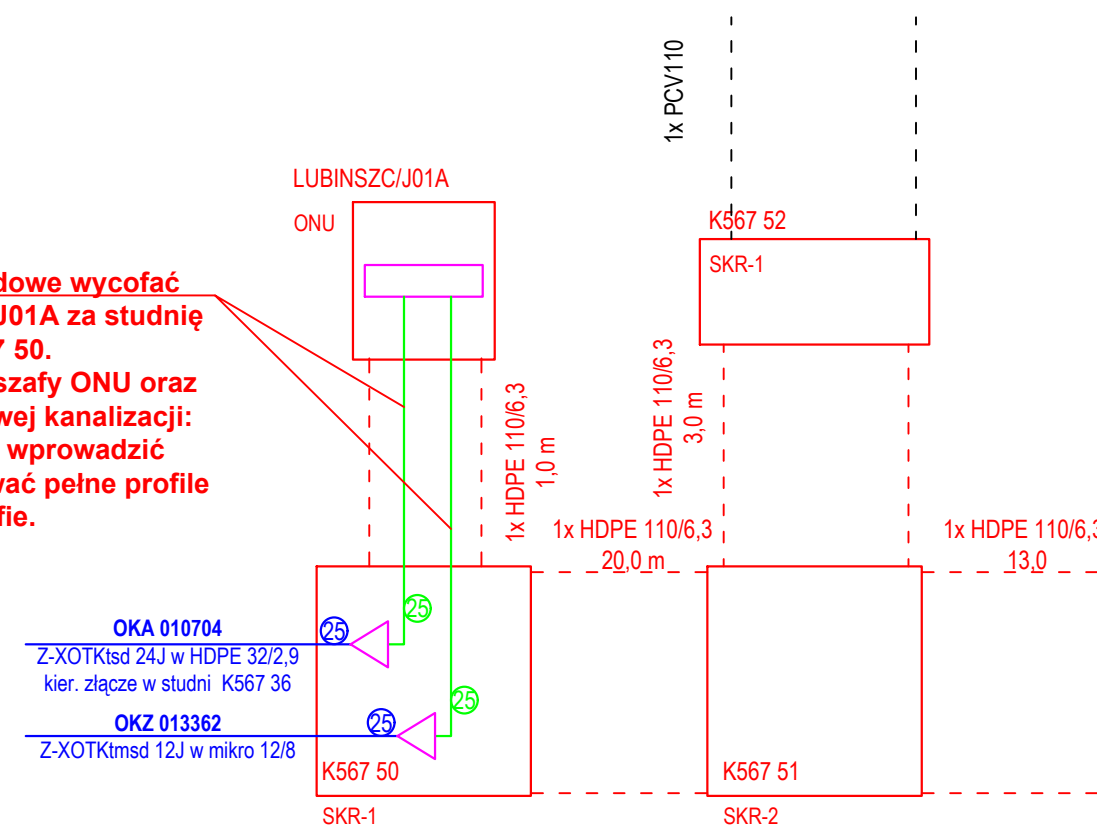 1x PCV110
LUBINSZC/J01A
ONU
K567 52
SKR-1
dowe wycofać
J01A za studnię
7 50.
szafy ONU oraz
wej kanalizacji:
wprowadzić
wać pełne profile
fie.
1x HDPE 110/6,3
1,0 m
1x HDPE 110/6,3
3,0 m
1x HDPE 110/6,3
20,0 m
1x HDPE 110/6,3
13,0
25
25
OKA 010704
Z-XOTKtsd 24J w HDPE 32/2,9
kier. złącze w studni K567 36
25
25
OKZ 013362
Z-XOTKtmsd 12J w mikro 12/8
K567 50
SKR-1
K567 51
SKR-2